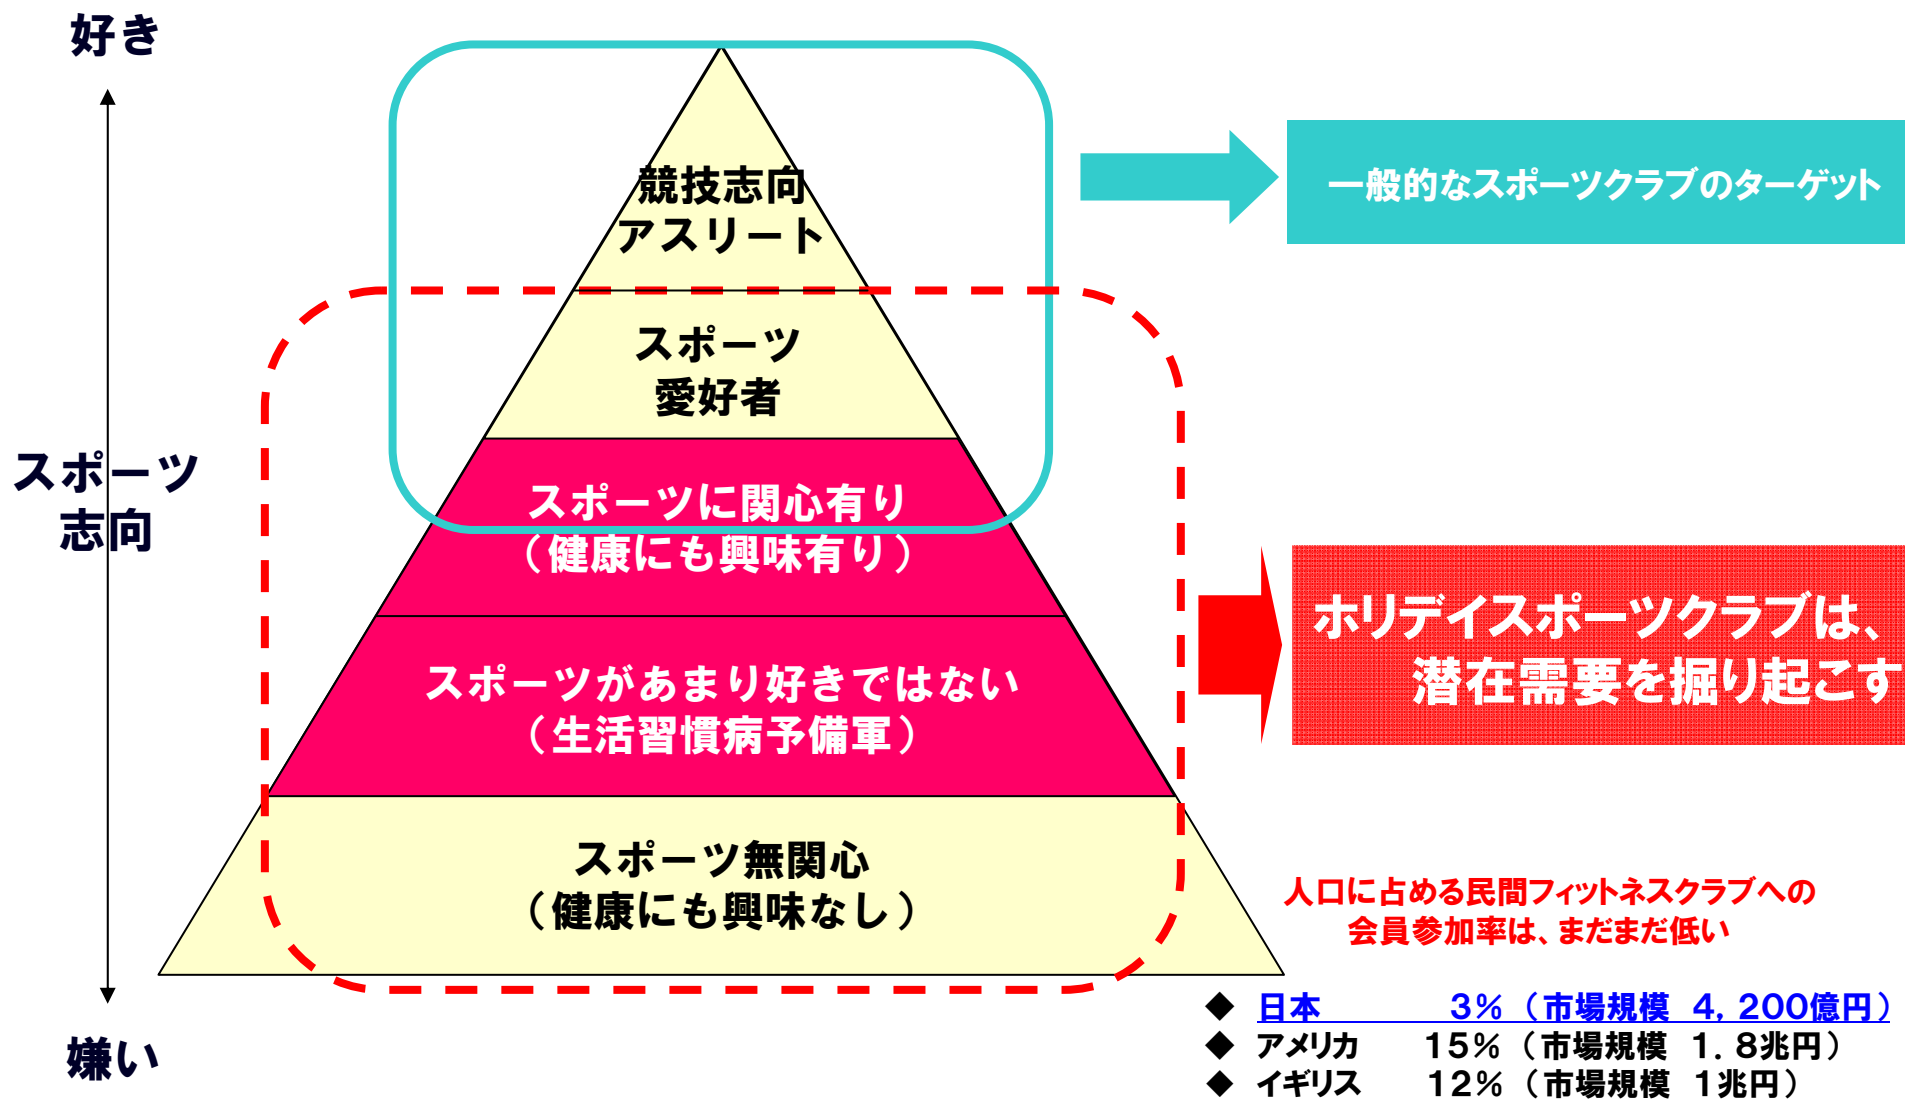 好き
競技志向
アスリート
一般的なスポーツクラブのターゲット
スポーツ
愛好者
スポーツ
志向
スポーツに関心有り
（健康にも興味有り）
ホリデイスポーツクラブは、
潜在需要を掘り起こす
スポーツがあまり好きではない
（生活習慣病予備軍）
スポーツ無関心
（健康にも興味なし）
人口に占める民間フィットネスクラブへの
会員参加率は、まだまだ低い
◆ 日本 3％（市場規模 4，200億円）
◆ アメリカ 15％（市場規模 1．8兆円）
◆ イギリス 12％（市場規模 1兆円）
嫌い